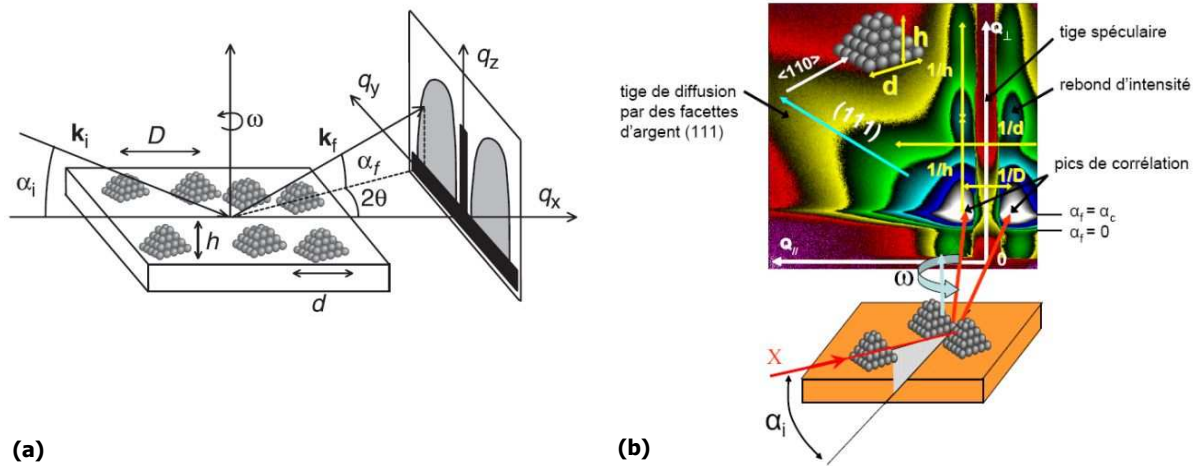 k_i
D
ω
α_i
k_f
α_f
2θ
h
d
q_y
q_z
q_x
(a)
tige de diffusion
par des facettes
d'argent (111)
<110>
(111)
h
d
1/h
Q⊥
1/h
1/d
1/D
Q//
0
tige spéculaire
rebond d'intensité
pics de corrélation
α_f = α_c
α_f = 0
ω
X
α_i
(b)